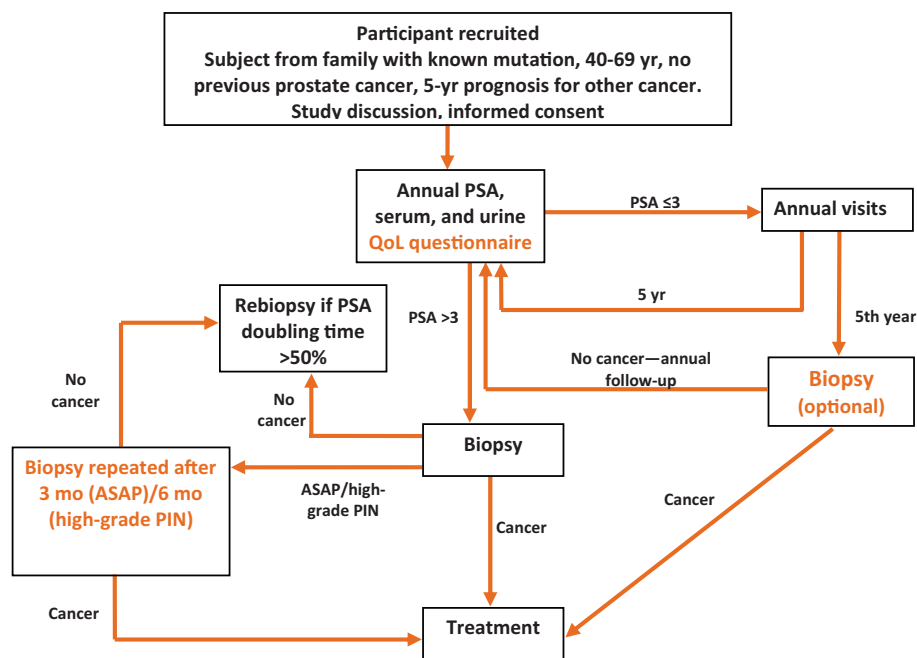 Participant recruited
Subject from family with known mutation, 40-69 yr, no
previous prostate cancer, 5-yr prognosis for other cancer.
Study discussion, informed consent
Annual PSA,
serum, and urine
QoL questionnaire
PSA ≤3
Annual visits
5 yr
5th year
PSA >3
Rebiopsy if PSA
doubling time
>50%
No cancer—annual
follow-up
Biopsy
(optional)
No
cancer
No
cancer
Biopsy
Biopsy repeated after
3 mo (ASAP)/6 mo
(high-grade PIN)
ASAP/high-
grade PIN
Cancer
Cancer
Cancer
Treatment